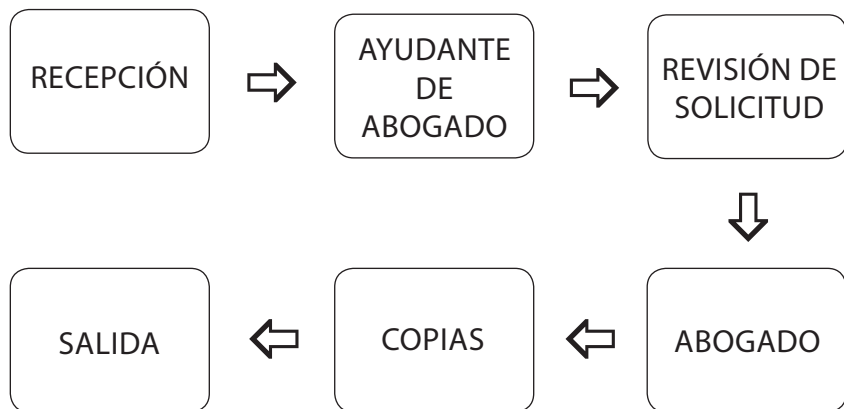 RECEPCIÓN
AYUDANTE
DE
ABOGADO
REVISIÓN DE
SOLICITUD
ABOGADO
COPIAS
SALIDA